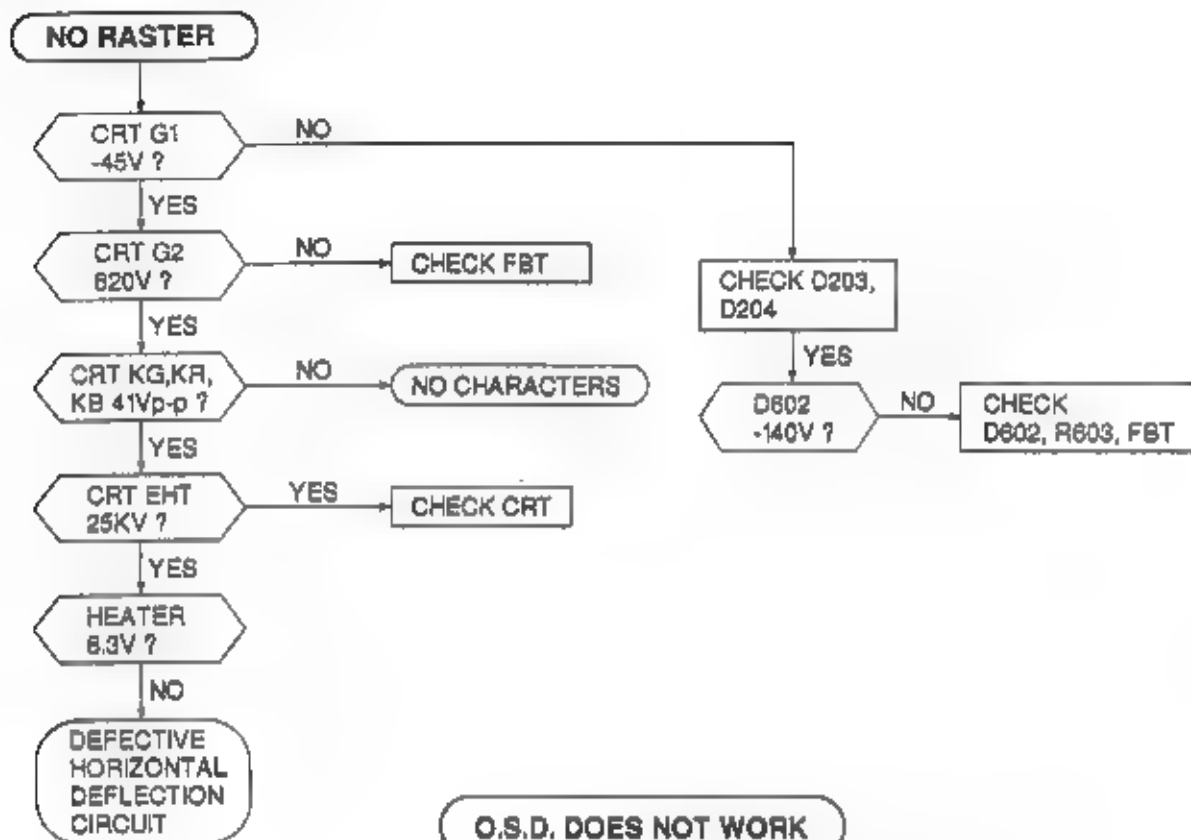 NO RASTER
CRT G1
-45V ?
NO
YES
CRT G2
820V ?
NO
CHECK FBT
CHECK D203,
D204
YES
YES
CRT KG,KR,
KB 41Vp-p ?
NO
NO CHARACTERS
D602
-140V ?
NO
CHECK
D602, R603, FBT
YES
CRT EHT
25KV ?
YES
CHECK CRT
YES
HEATER
6.3V ?
NO
DEFECTIVE
HORIZONTAL
DEFLECTION
CIRCUIT
O.S.D. DOES NOT WORK